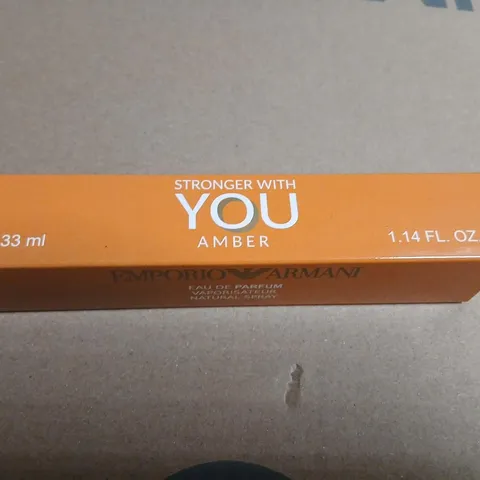 STRONGER WITH
YOU
AMBER
33 ml
1.14 FL. OZ.
EMPORIO ARMANI
EAU DE PARFUM
VAPORISATEUR
NATURAL SPRAY